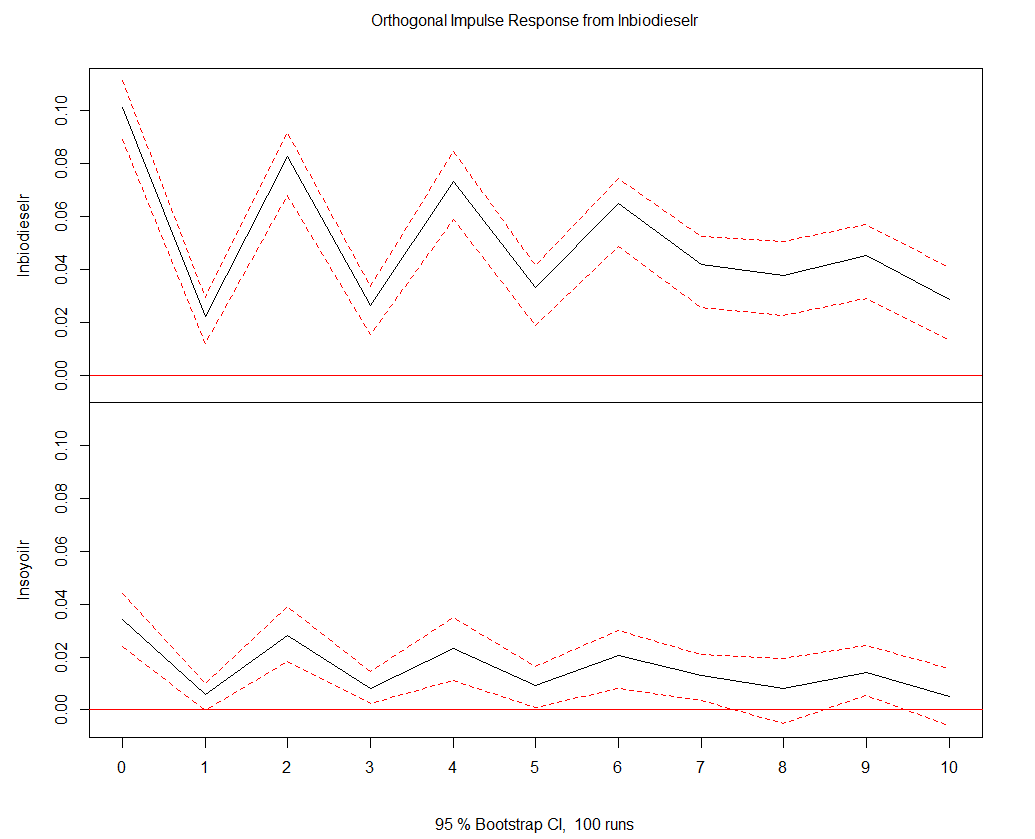 Orthogonal Impulse Response from lnbiodieselr
lnbiodieselr
0.00 0.02 0.04 0.06 0.08 0.10
lnsoyoilr
0.00 0.02 0.04 0.06 0.08 0.10
0 1 2 3 4 5 6 7 8 9 10
95 % Bootstrap CI, 100 runs